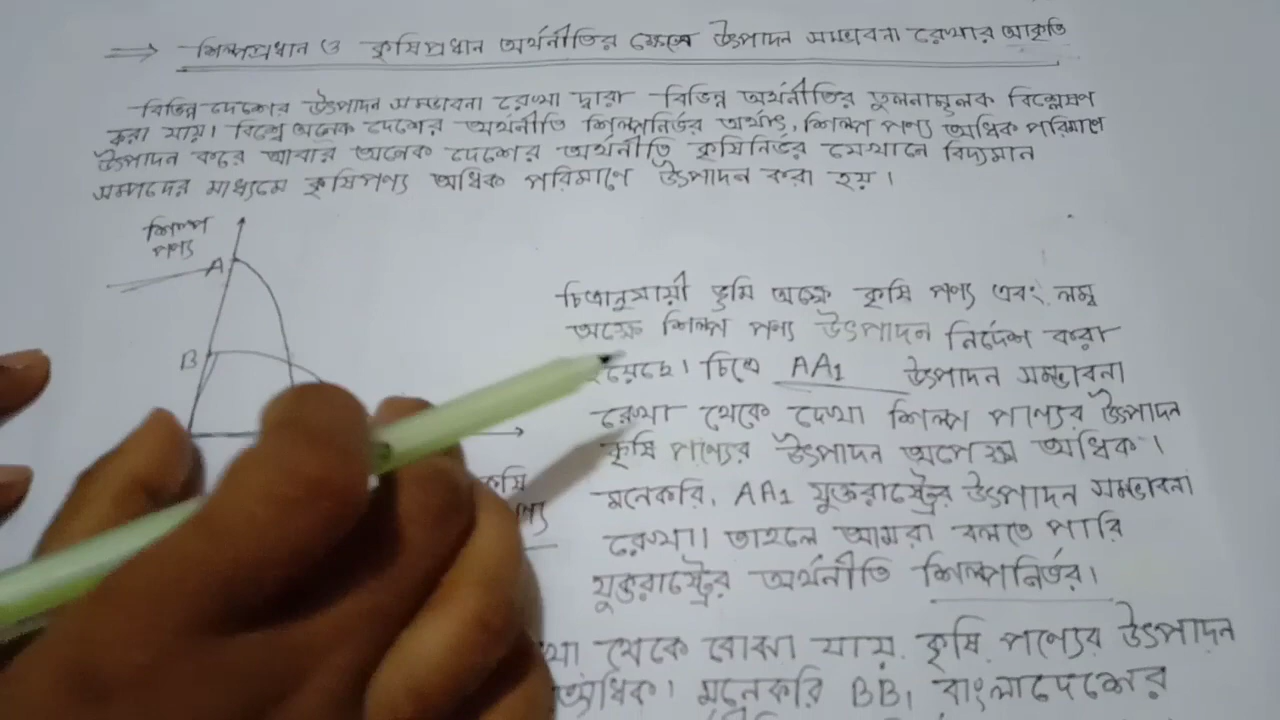 শিল্পপ্রধান ও কৃষিপ্রধান অর্থনীতির ক্ষেত্রে উৎপাদন সম্ভাবনা রেখার আকৃতি
বিভিন্ন দেশের উৎপাদন সম্ভাবনা রেখা দ্বারা বিভিন্ন অর্থনীতির তুলনামূলক বিশ্লেষণ
করা যায়। বিশ্বে অনেক দেশের অর্থনীতি শিল্পনির্ভর অর্থাৎ, শিল্প পণ্য অধিক পরিমাণে
উৎপাদন করে আবার অনেক দেশের অর্থনীতি কৃষিনির্ভর যেখানে বিদ্যমান
সম্পদের মাধ্যমে কৃষিপণ্য অধিক পরিমাণে উৎপাদন করা হয়।
শিল্প
পণ্য
A
B
কৃষি
চিত্রানুযায়ী ভূমি অক্ষে কৃষি পণ্য এবং লম্ব
অক্ষে শিল্প পণ্য উৎপাদন নির্দেশ করা
য়েছে। চিত্রে AA1 উৎপাদন সম্ভাবনা
রেখা থেকে দেখা শিল্প পণ্যের উৎপাদন
কৃষি পণ্যের উৎপাদন অপেক্ষা অধিক।
মনেকরি, AA1 যুক্তরাষ্ট্রের উৎপাদন সম্ভাবনা
রেখা। তাহলে আমরা বলতে পারি
যুক্তরাষ্ট্রের অর্থনীতি শিল্পনির্ভর।
থেকে বোঝা যায় কৃষি পণ্যের উৎপাদন
অধিক। মনেকরি BB1 বাংলাদেশের